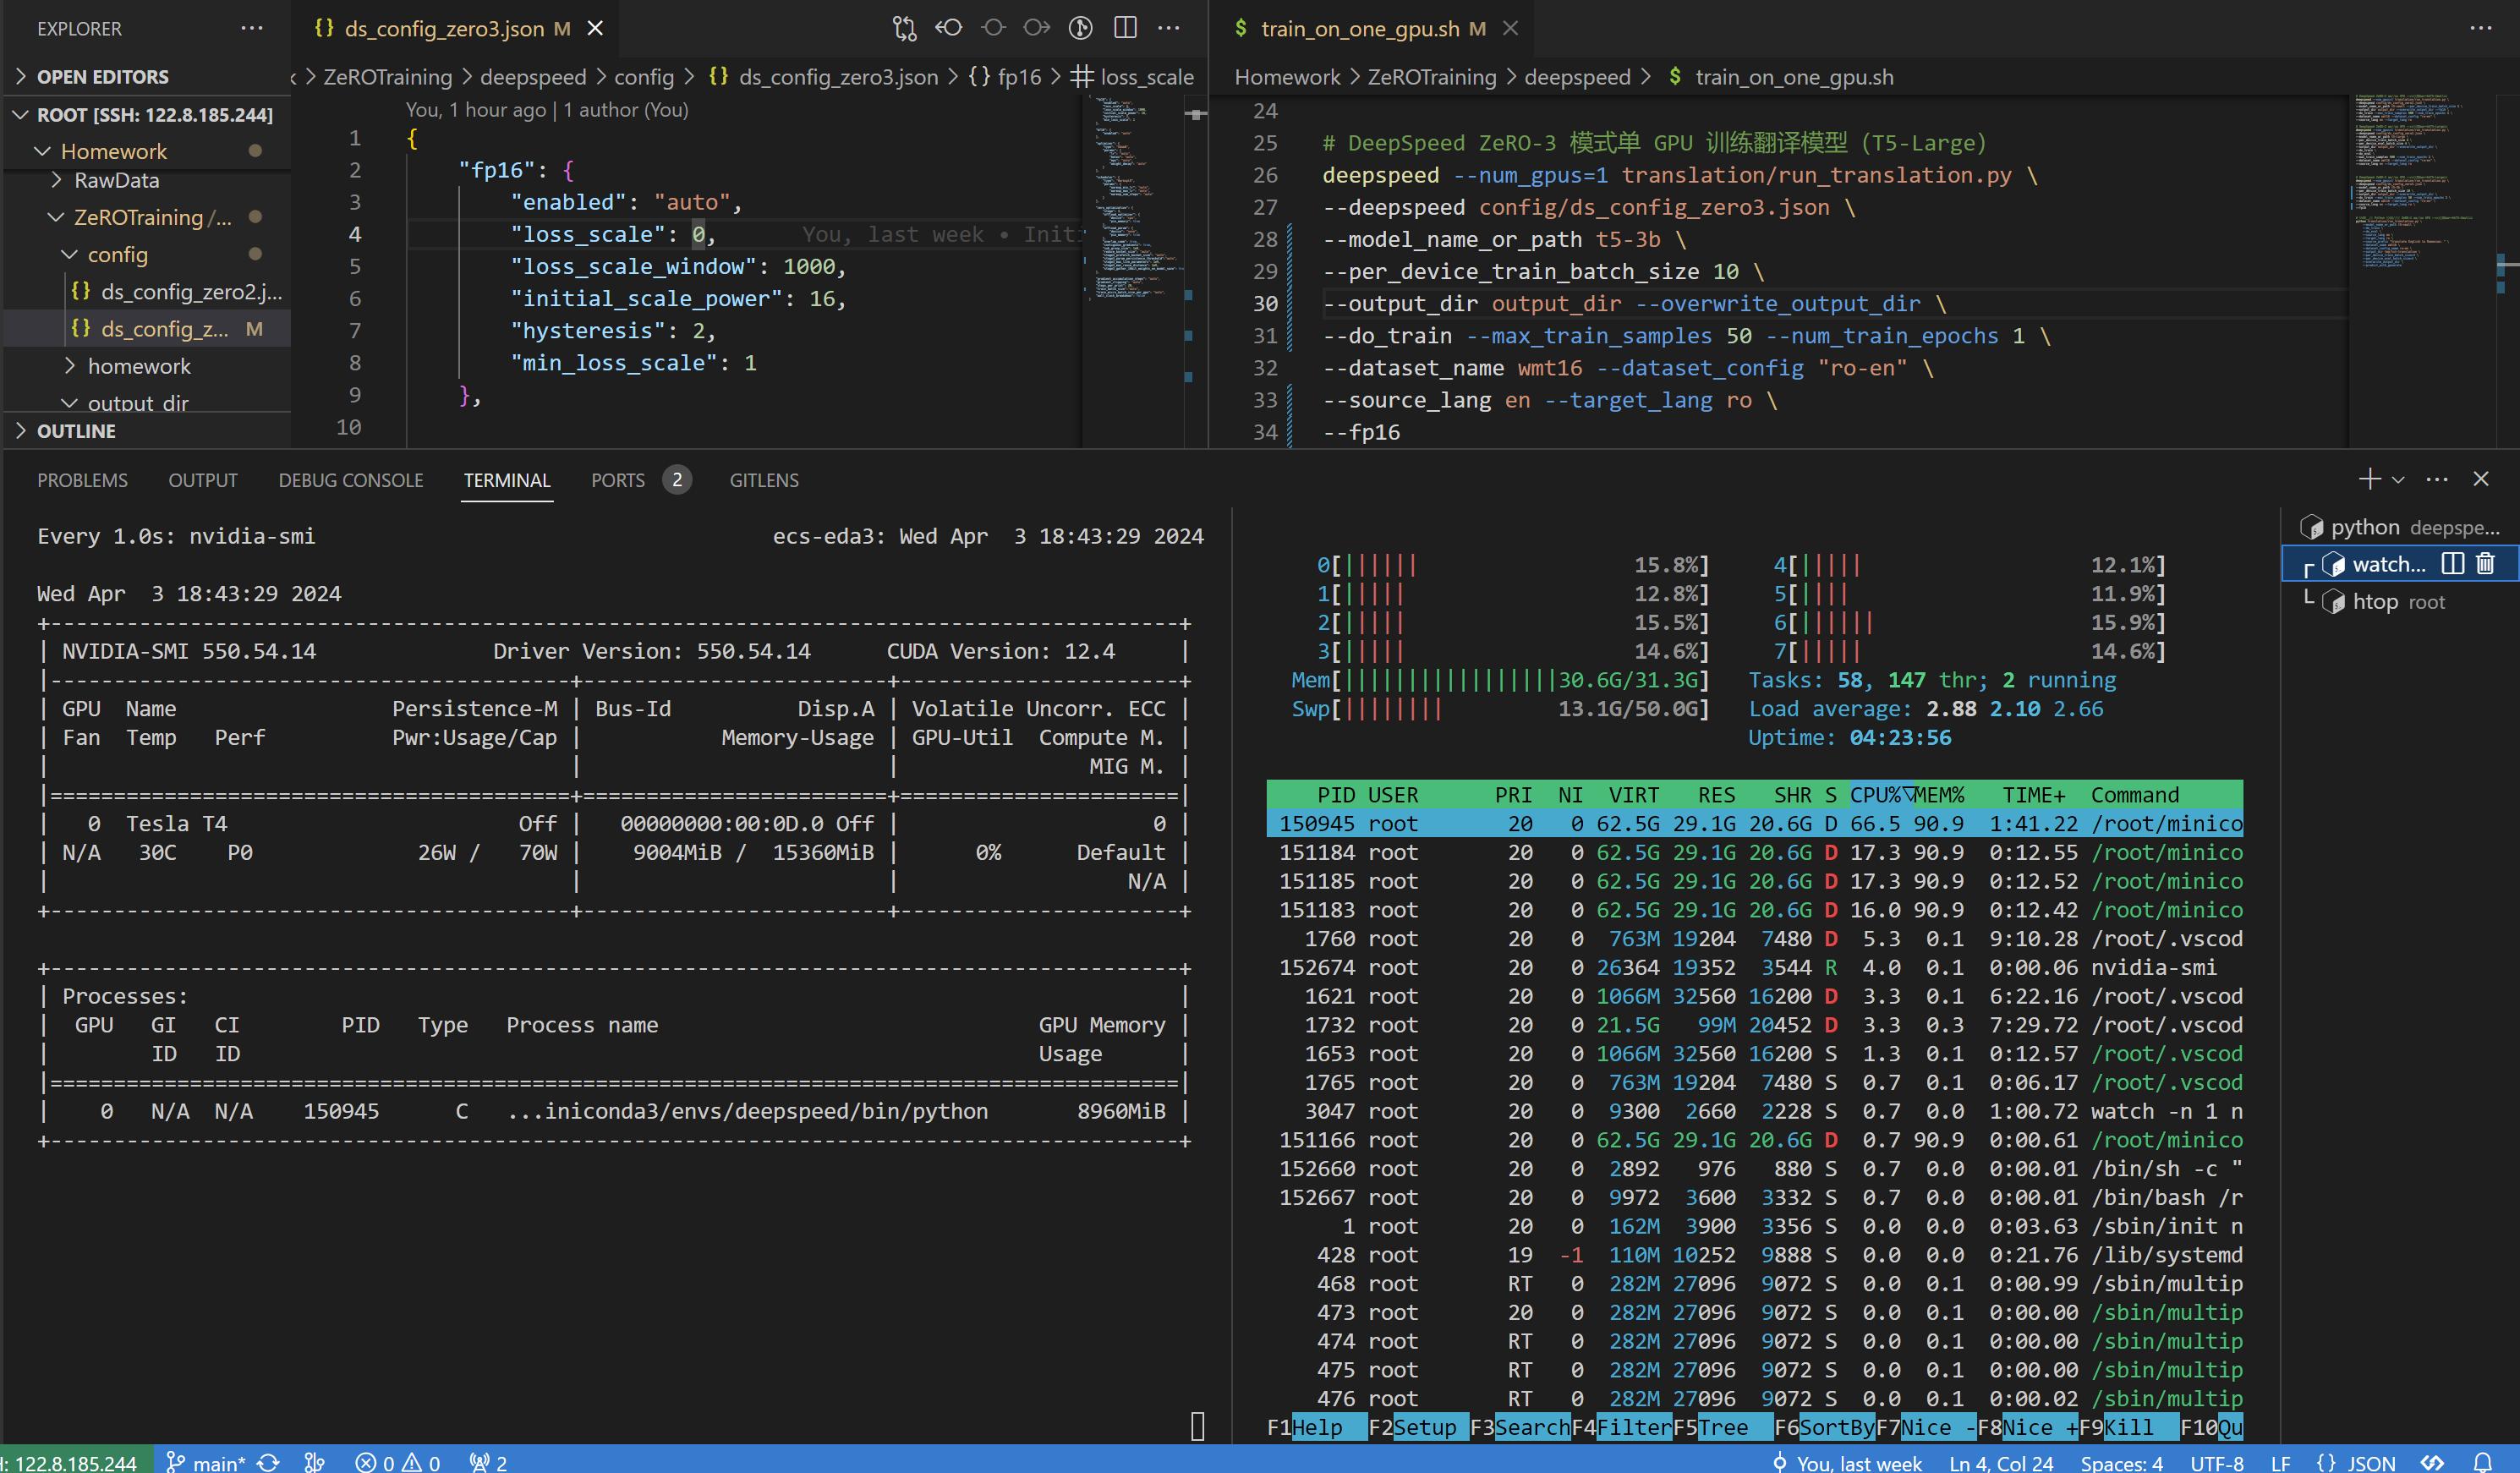 EXPLORER
OPEN EDITORS
ROOT [SSH: 122.8.185.244]
Homework
RawData
ZeROTraining /...
config
{} ds_config_zero2.j...
{} ds_config_z... M
homework
output_dir
OUTLINE
{} ds_config_zero3.json M
> ZeROTraining > deepspeed > config > {} ds_config_zero3.json > {} fp16 > # loss_scale
You, 1 hour ago | 1 author (You)
1 {
2 "fp16": {
3 "enabled": "auto",
4 "loss_scale": 0, You, last week • Initi
5 "loss_scale_window": 1000,
6 "initial_scale_power": 16,
7 "hysteresis": 2,
8 "min_loss_scale": 1
9 },
10
$ train_on_one_gpu.sh M
Homework > ZeROTraining > deepspeed > $ train_on_one_gpu.sh
24
25 # DeepSpeed ZeRO-3 模式单 GPU 训练翻译模型 (T5-Large)
26 deepspeed --num_gpus=1 translation/run_translation.py \
27 --deepspeed config/ds_config_zero3.json \
28 --model_name_or_path t5-3b \
29 --per_device_train_batch_size 10 \
30 --output_dir output_dir --overwrite_output_dir \
31 --do_train --max_train_samples 50 --num_train_epochs 1 \
32 --dataset_name wmt16 --dataset_config "ro-en" \
33 --source_lang en --target_lang ro \
34 --fp16
PROBLEMS OUTPUT DEBUG CONSOLE TERMINAL PORTS 2 GITLENS
Every 1.0s: nvidia-smi ecs-eda3: Wed Apr 3 18:43:29 2024
Wed Apr 3 18:43:29 2024
NVIDIA-SMI 550.54.14 Driver Version: 550.54.14 CUDA Version: 12.4
GPU Name Persistence-M | Bus-Id Disp.A | Volatile Uncorr. ECC
Fan Temp Perf Pwr:Usage/Cap | Memory-Usage | GPU-Util Compute M.
MIG M.
0 Tesla T4 Off | 00000000:00:0D.0 Off | 0
N/A 30C P0 26W / 70W | 9004MiB / 15360MiB | 0% Default
N/A
Processes:
GPU GI CI PID Type Process name GPU Memory
ID ID Usage
0 N/A N/A 150945 C ...iniconda3/envs/deepspeed/bin/python 8960MiB
0[|||||| 15.8%] 4[||||| 12.1%]
1[||||| 12.8%] 5[|||| 11.9%]
2[||||| 15.5%] 6[|||||| 15.9%]
3[||||| 14.6%] 7[||||| 14.6%]
Mem[|||||||||||||||||30.6G/31.3G] Tasks: 58, 147 thr; 2 running
Swp[|||||||| 13.1G/50.0G] Load average: 2.88 2.10 2.66
Uptime: 04:23:56
PID USER PRI NI VIRT RES SHR S CPU%▽MEM% TIME+ Command
150945 root 20 0 62.5G 29.1G 20.6G D 66.5 90.9 1:41.22 /root/minico
151184 root 20 0 62.5G 29.1G 20.6G D 17.3 90.9 0:12.55 /root/minico
151185 root 20 0 62.5G 29.1G 20.6G D 17.3 90.9 0:12.52 /root/minico
151183 root 20 0 62.5G 29.1G 20.6G D 16.0 90.9 0:12.42 /root/minico
1760 root 20 0 763M 19204 7480 D 5.3 0.1 9:10.28 /root/.vscod
152674 root 20 0 26364 19352 3544 R 4.0 0.1 0:00.06 nvidia-smi
1621 root 20 0 1066M 32560 16200 D 3.3 0.1 6:22.16 /root/.vscod
1732 root 20 0 21.5G 99M 20452 D 3.3 0.3 7:29.72 /root/.vscod
1653 root 20 0 1066M 32560 16200 S 1.3 0.1 0:12.57 /root/.vscod
1765 root 20 0 763M 19204 7480 S 0.7 0.1 0:06.17 /root/.vscod
3047 root 20 0 9300 2660 2228 S 0.7 0.0 1:00.72 watch -n 1 n
151166 root 20 0 62.5G 29.1G 20.6G D 0.7 90.9 0:00.61 /root/minico
152660 root 20 0 2892 976 880 S 0.7 0.0 0:00.01 /bin/sh -c "
152667 root 20 0 9972 3600 3332 S 0.7 0.0 0:00.01 /bin/bash /r
1 root 20 0 162M 3900 3356 S 0.0 0.0 0:03.63 /sbin/init n
428 root 19 -1 110M 10252 9888 S 0.0 0.0 0:21.76 /lib/systemd
468 root RT 0 282M 27096 9072 S 0.0 0.1 0:00.99 /sbin/multip
473 root 20 0 282M 27096 9072 S 0.0 0.1 0:00.00 /sbin/multip
474 root RT 0 282M 27096 9072 S 0.0 0.1 0:00.00 /sbin/multip
475 root RT 0 282M 27096 9072 S 0.0 0.1 0:00.00 /sbin/multip
476 root RT 0 282M 27096 9072 S 0.0 0.1 0:00.02 /sbin/multip
F1Help F2Setup F3SearchF4FilterF5Tree F6SortByF7Nice -F8Nice +F9Kill F10Qu
python deepspe...
watch...
htop root
H: 122.8.185.244 main* 0 0 2 You, last week Ln 4, Col 24 Spaces: 4 UTF-8 LF {} JSON